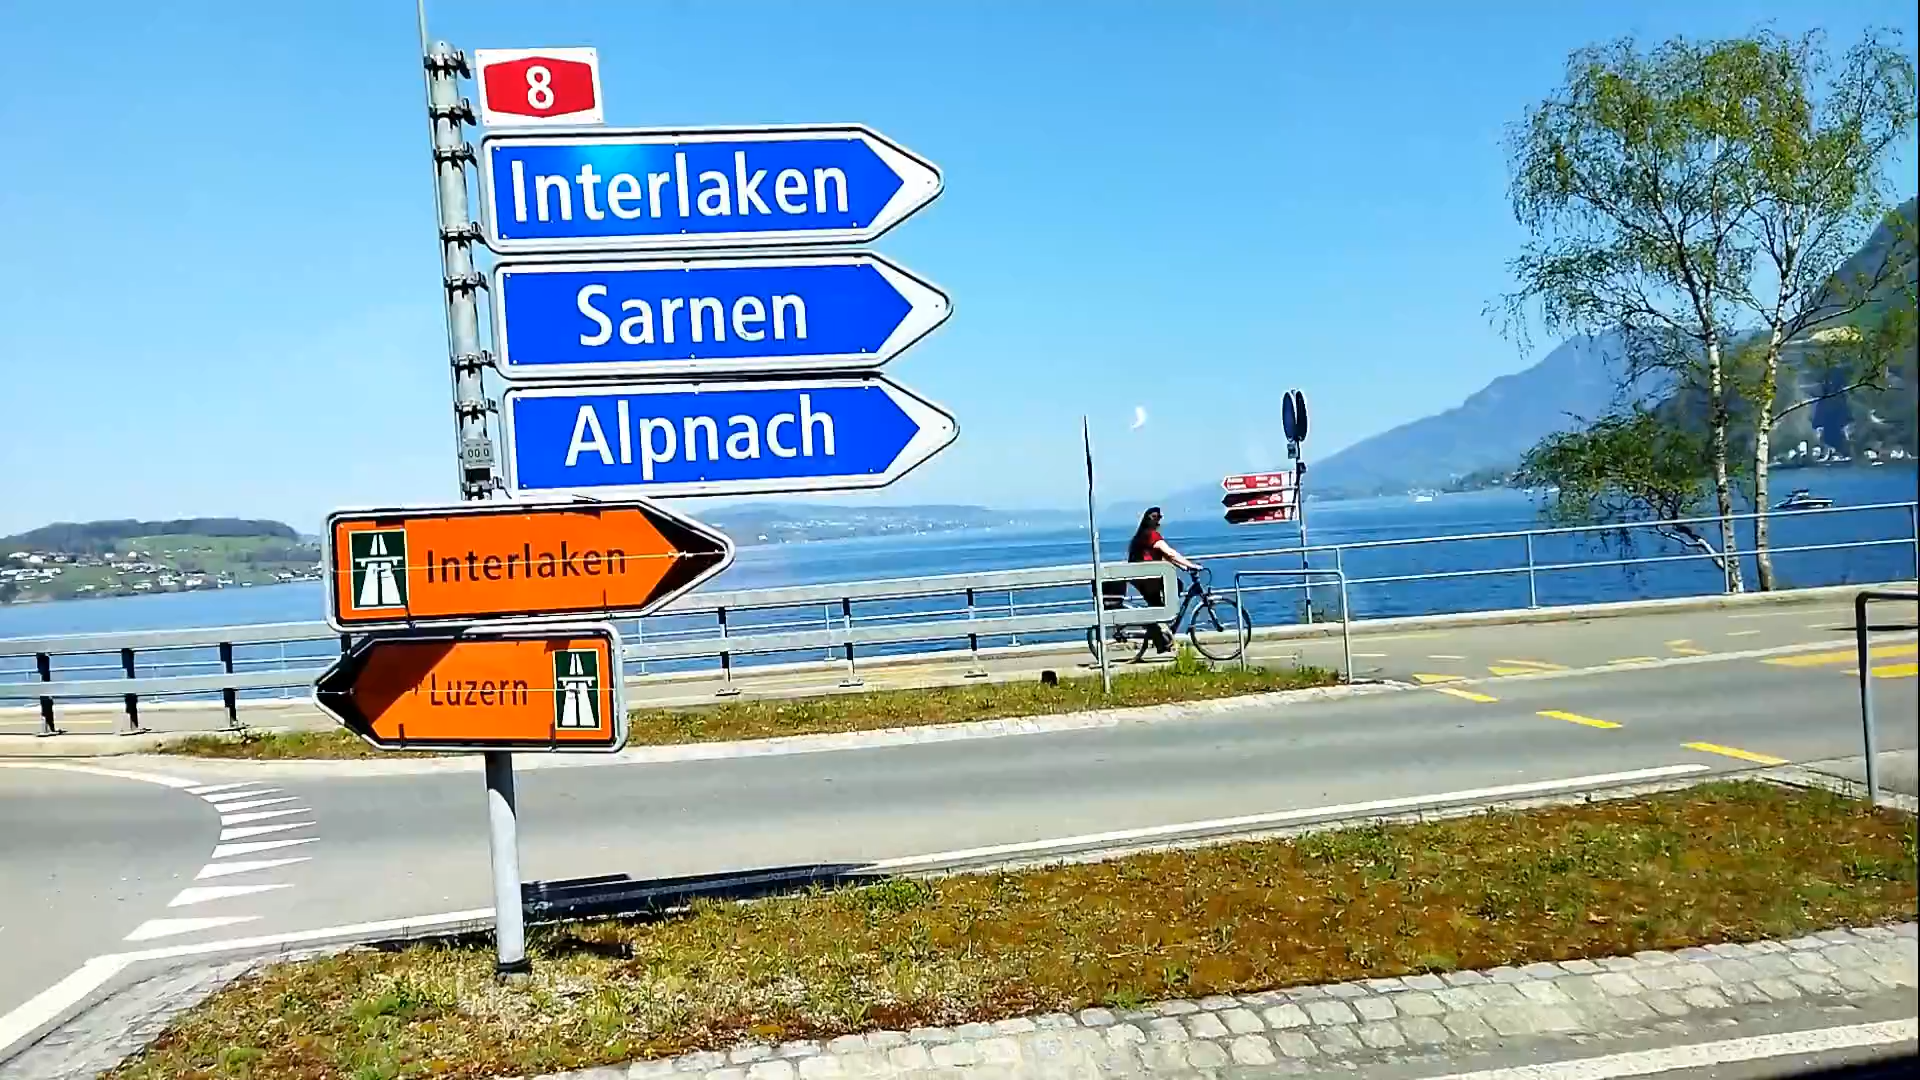 8
Interlaken
Sarnen
Alpnach
Interlaken
Luzern